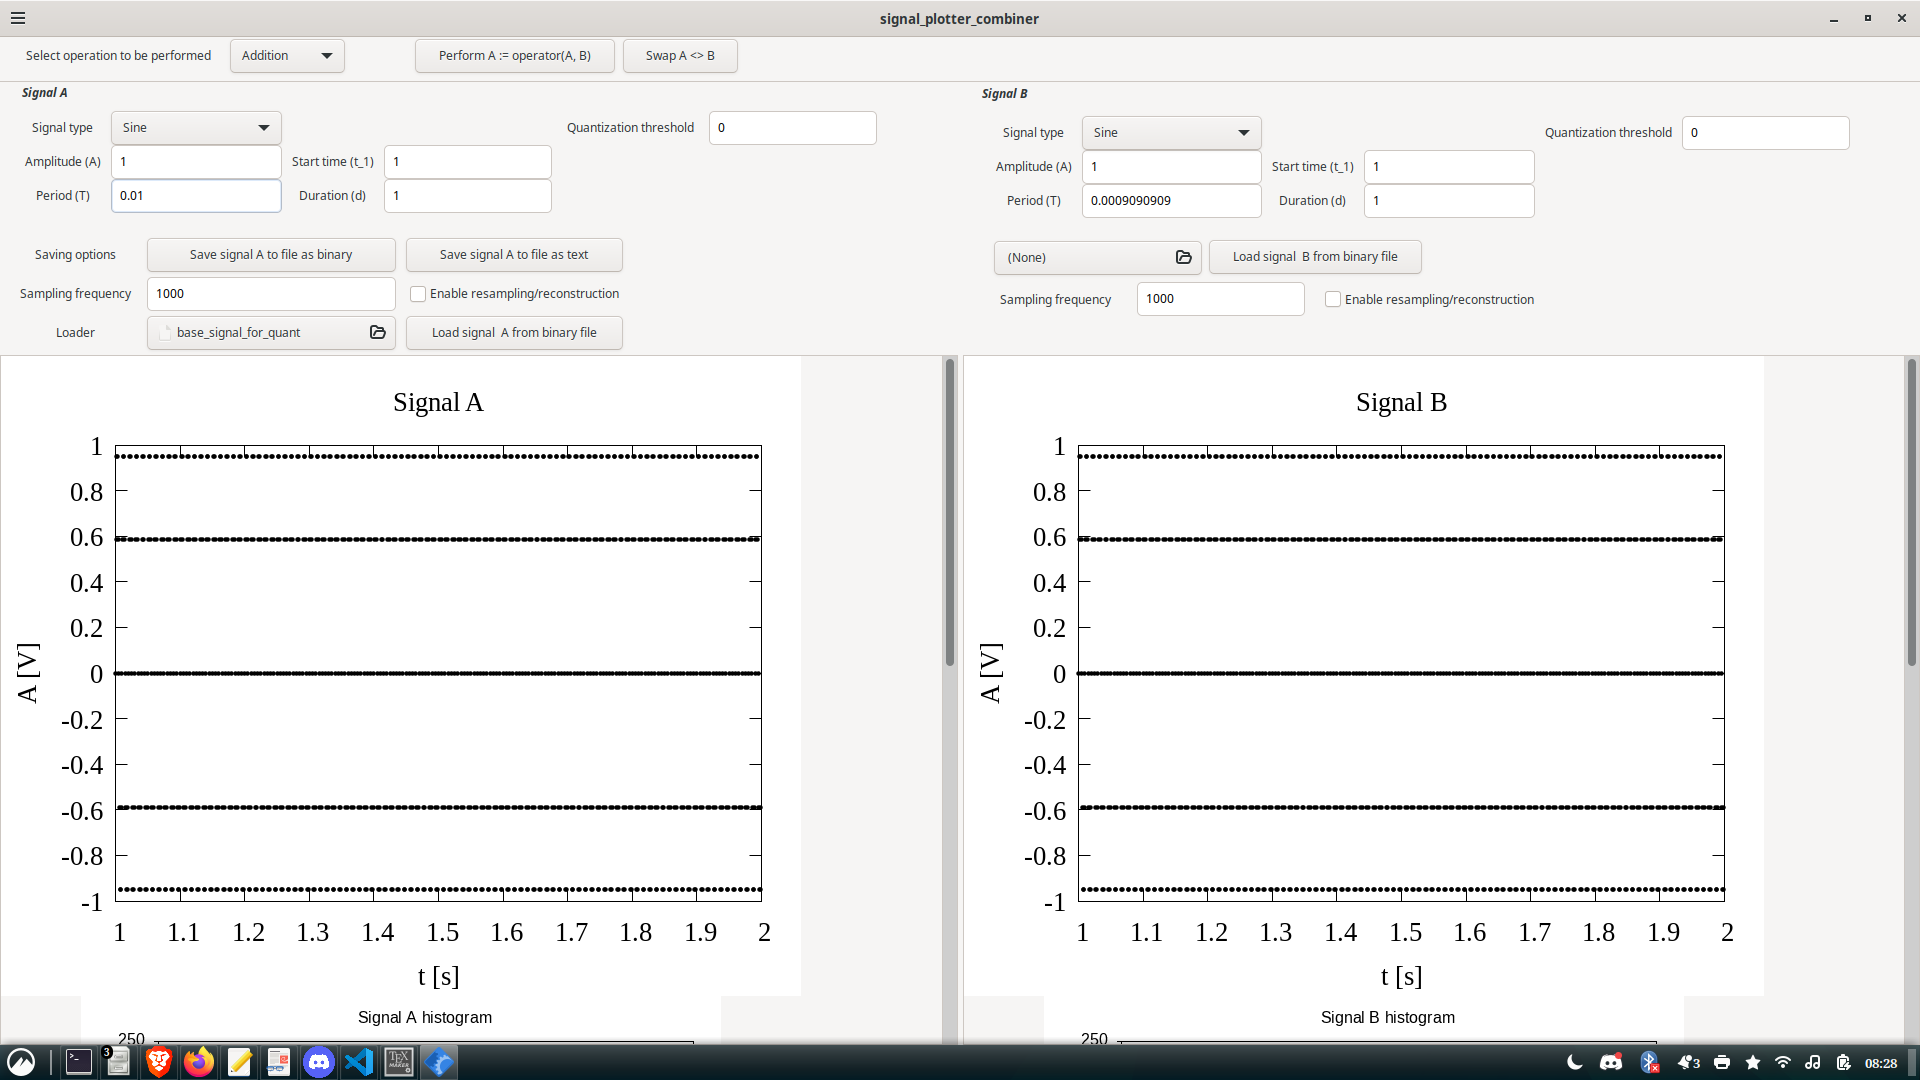 signal_plotter_combiner
Select operation to be performed Addition Perform A := operator(A, B) Swap A <> B
Signal A
Signal type Sine Quantization threshold 0
Amplitude (A) 1 Start time (t_1) 1
Period (T) 0.01 Duration (d) 1
Saving options Save signal A to file as binary Save signal A to file as text
Sampling frequency 1000 Enable resampling/reconstruction
Loader base_signal_for_quant Load signal A from binary file
Signal B
Signal type Sine Quantization threshold 0
Amplitude (A) 1 Start time (t_1) 1
Period (T) 0.0009090909 Duration (d) 1
(None) Load signal B from binary file
Sampling frequency 1000 Enable resampling/reconstruction
Signal A
1
0.8
0.6
0.4
0.2
0
-0.2
-0.4
-0.6
-0.8
-1
A [V]
1 1.1 1.2 1.3 1.4 1.5 1.6 1.7 1.8 1.9 2
t [s]
Signal A histogram
250
Signal B
1
0.8
0.6
0.4
0.2
0
-0.2
-0.4
-0.6
-0.8
-1
A [V]
1 1.1 1.2 1.3 1.4 1.5 1.6 1.7 1.8 1.9 2
t [s]
Signal B histogram
250
3
TEX
MAKER
3
08:28